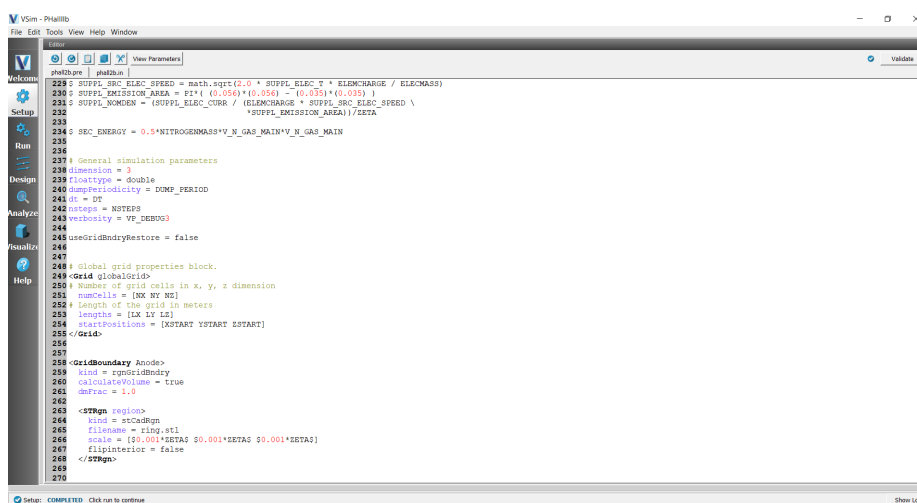 VSim - PHallIIb
File Edit Tools View Help Window
Editor
View Parameters
Validate
phall2b.pre
phall2b.in
Welcome
Setup
Run
Design
Analyze
Visualize
Help
229 $ SUPPL_SRC_ELEC_SPEED = math.sqrt(2.0 * SUPPL_ELEC_T * ELEMCHARGE / ELECMASS)
230 $ SUPPL_EMISSION_AREA = PI*( (0.056)*(0.056) - (0.035)*(0.035) )
231 $ SUPPL_NOMDEN = (SUPPL_ELEC_CURR / (ELEMCHARGE * SUPPL_SRC_ELEC_SPEED \
232 *SUPPL_EMISSION_AREA))/ZETA
233
234 $ SEC_ENERGY = 0.5*NITROGENMASS*V_N_GAS_MAIN*V_N_GAS_MAIN
235
236
237 # General simulation parameters
238 dimension = 3
239 floattype = double
240 dumpPeriodicity = DUMP_PERIOD
241 dt = DT
242 nsteps = NSTEPS
243 verbosity = VP_DEBUG3
244
245 useGridBndryRestore = false
246
247
248 # Global grid properties block.
249 <Grid globalGrid>
250 # Number of grid cells in x, y, z dimension
251 numCells = [NX NY NZ]
252 # Length of the grid in meters
253 lengths = [LX LY LZ]
254 startPositions = [XSTART YSTART ZSTART]
255 </Grid>
256
257
258 <GridBoundary Anode>
259 kind = rgnGridBndry
260 calculateVolume = true
261 dmFrac = 1.0
262
263 <STRgn region>
264 kind = stCadRgn
265 filename = ring.stl
266 scale = [$0.001*ZETA$ $0.001*ZETA$ $0.001*ZETA$]
267 flipinterior = false
268 </STRgn>
269
270
Setup: COMPLETED Click run to continue
Show Lo